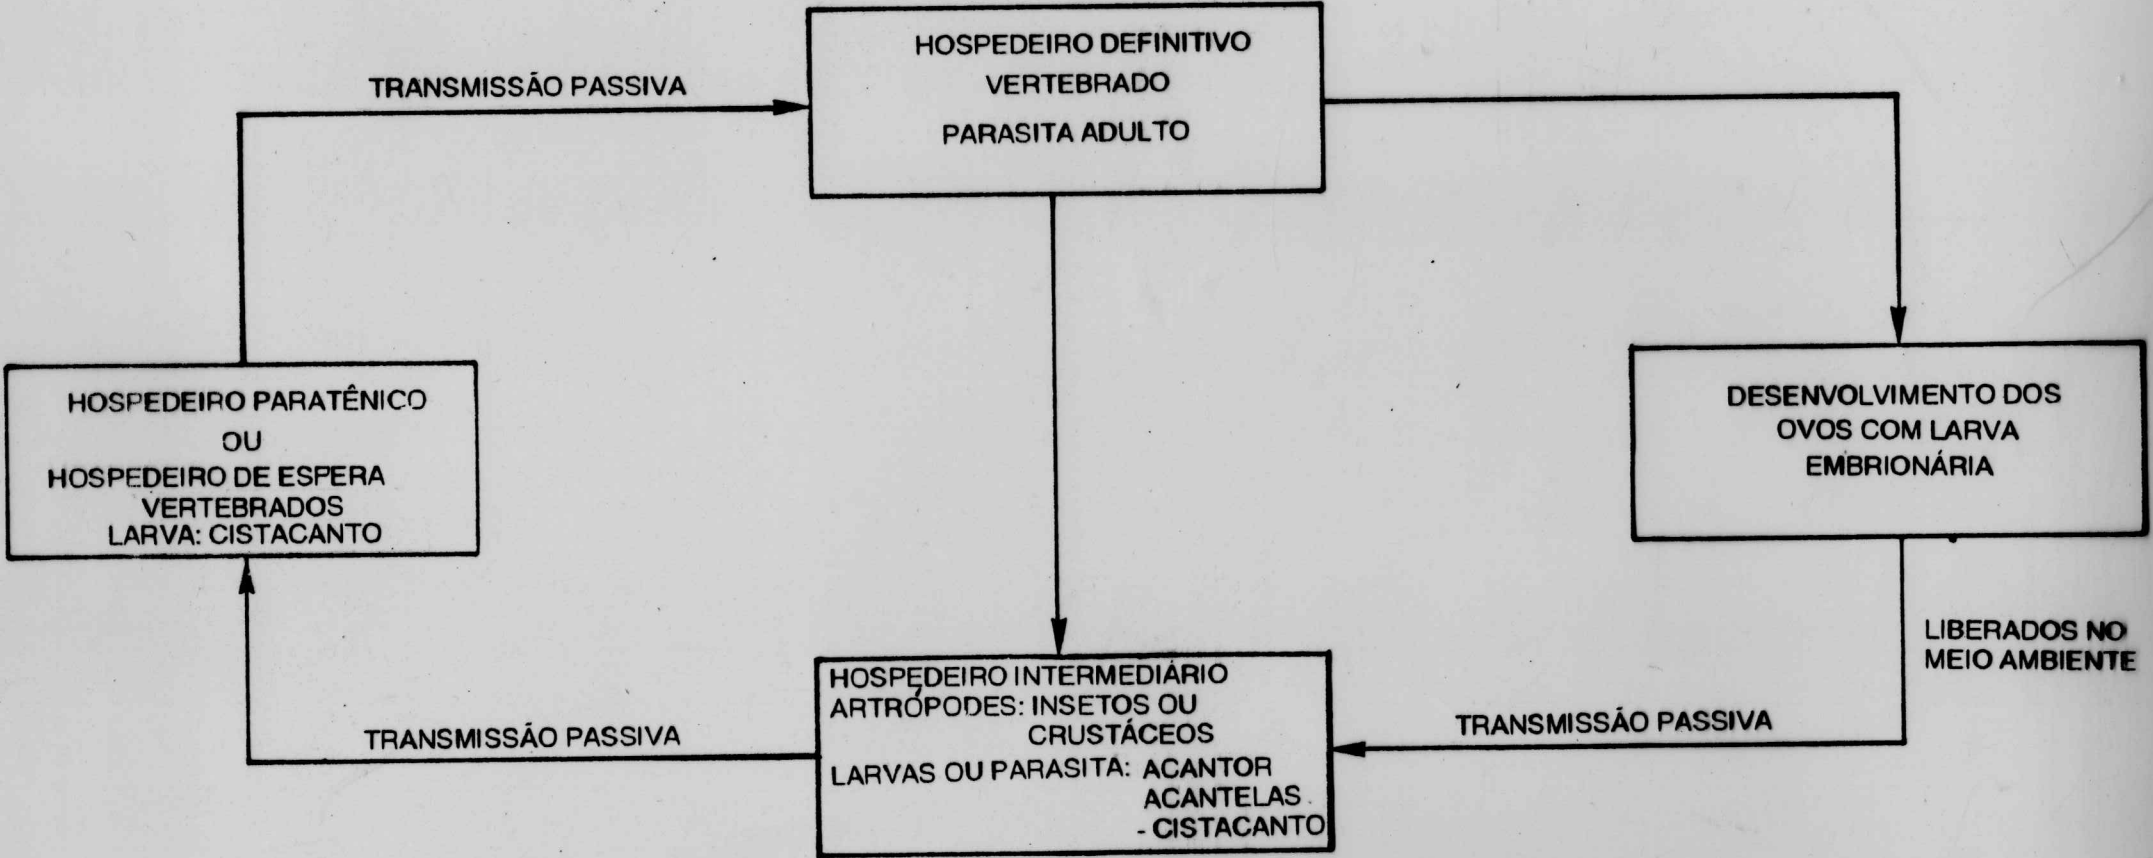 HOSPEDEIRO DEFINITIVO
VERTEBRADO
PARASITA ADULTO
TRANSMISSÃO PASSIVA
HOSPEDEIRO PARATÊNICO
OU
HOSPEDEIRO DE ESPERA
VERTEBRADOS
LARVA: CISTACANTO
DESENVOLVIMENTO DOS
OVOS COM LARVA
EMBRIONÁRIA
LIBERADOS NO
MEIO AMBIENTE
TRANSMISSÃO PASSIVA
HOSPEDEIRO INTERMEDIÁRIO
ARTRÓPODES: INSETOS OU
CRUSTÁCEOS
LARVAS OU PARASITA: ACANTOR
ACANTELAS
- CISTACANTO
TRANSMISSÃO PASSIVA